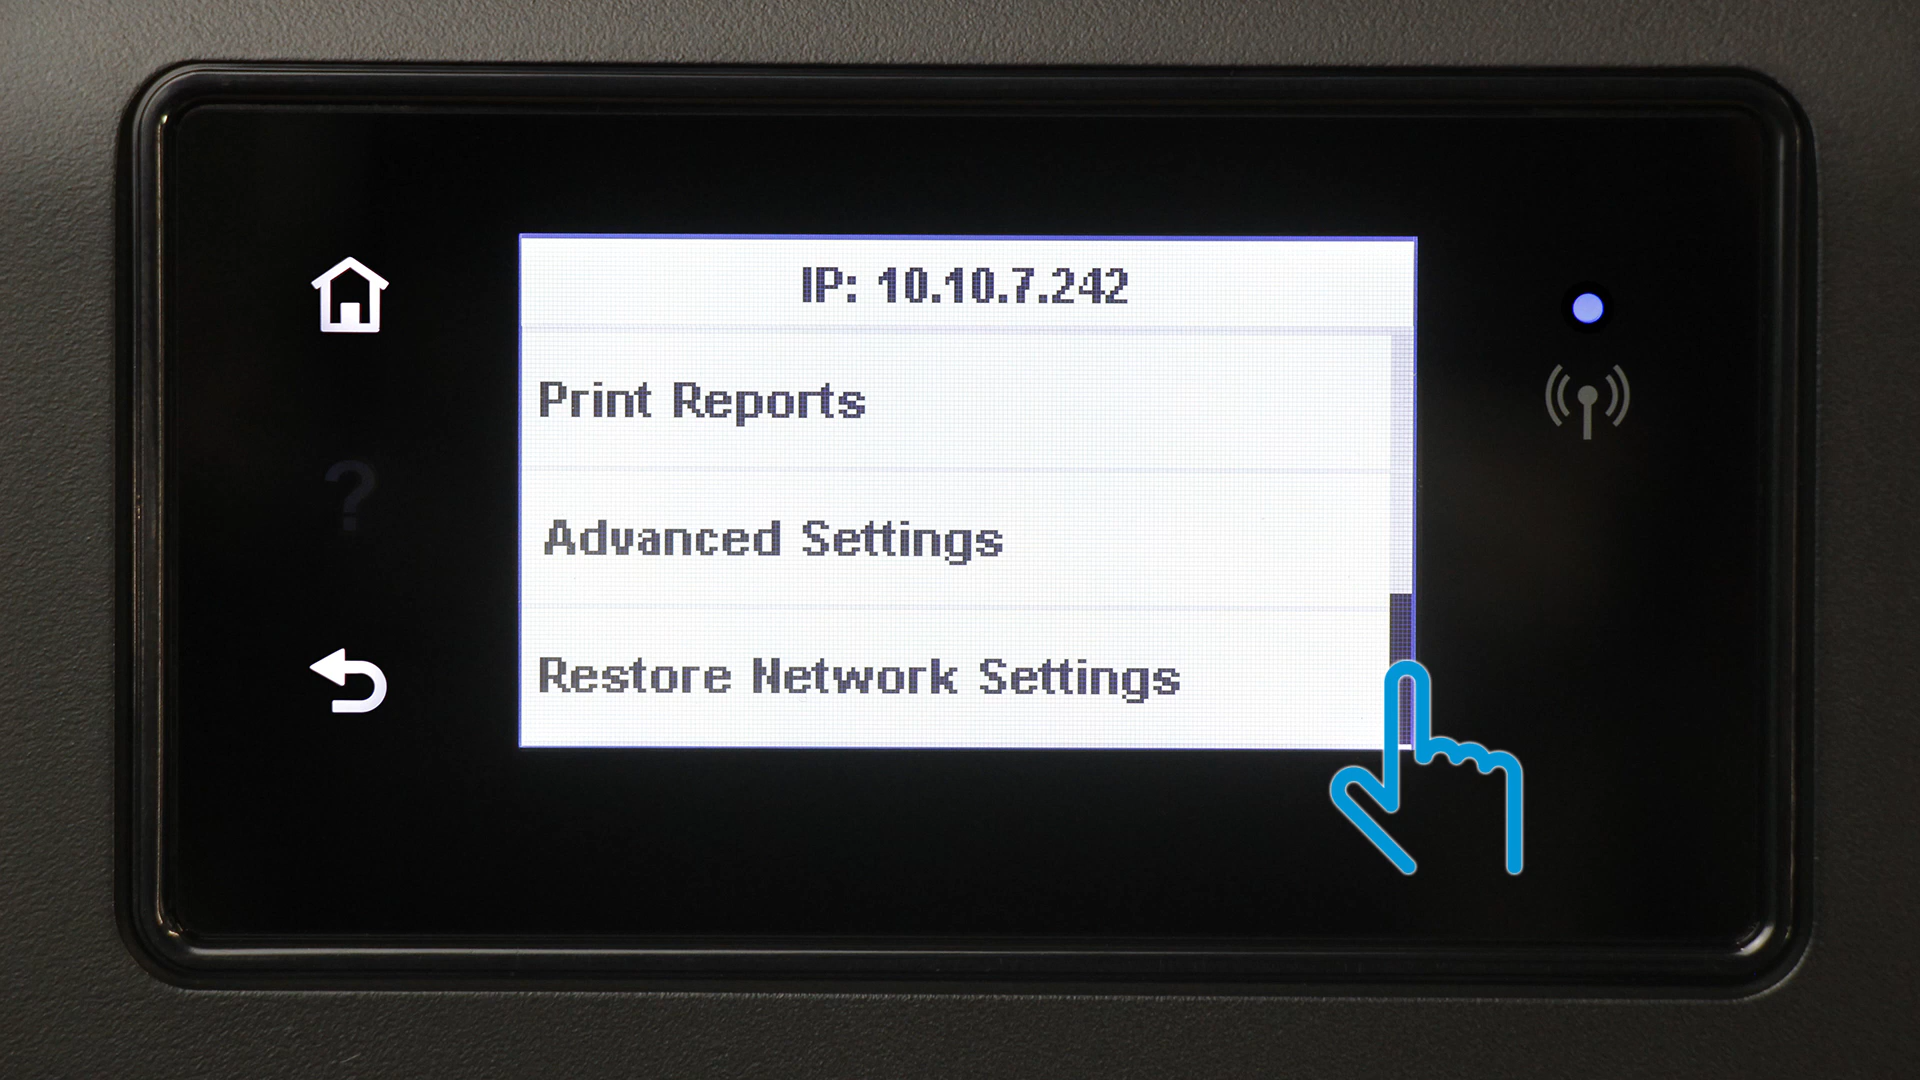 IP: 10.10.7.242
Print Reports
Advanced Settings
Restore Network Settings
?